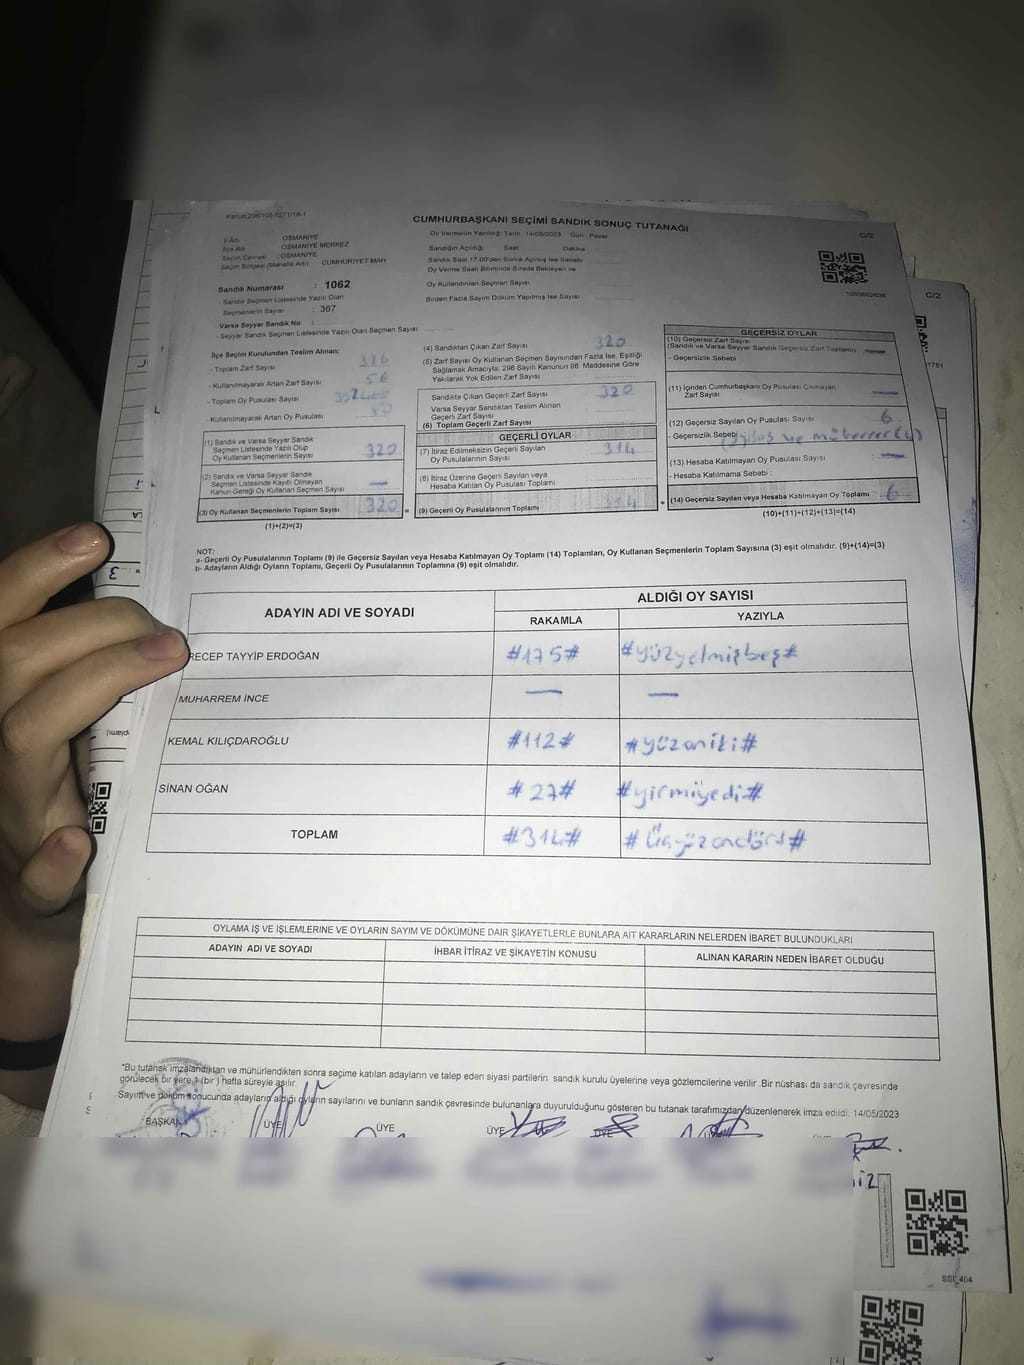 Kanun:298/105 6271/18-1
CUMHURBAŞKANI SEÇİMİ SANDIK SONUÇ TUTANAĞI
C/2
İl Adı : OSMANİYE
İlçe Adı : OSMANİYE MERKEZ
Seçim Çevresi : OSMANİYE
Seçim Bölgesi (Mahalle Adı) : CUMHURİYET MAH
Sandık Numarası : 1062
- Sandık Seçmen Listesinde Yazılı Olan
Seçmenlerin Sayısı : 367
Varsa Seyyar Sandık No :
- Seyyar Sandık Seçmen Listesinde Yazılı Olan Seçmen Sayısı
Oy Vermenin Yapıldığı Tarih 14/05/2023 Gün: Pazar
Sandığın Açıldığı Saat Dakika
Sandık Saat 17.00'den Sonra Açılmış İse Sebebi
Oy Verme Saati Bitiminde Sırada Bekleyen ve
Oy Kullandırılan Seçmen Sayısı
Birden Fazla Sayım Döküm Yapılmış İse Sayısı
İlçe Seçim Kurulundan Teslim Alınan;
- Toplam Zarf Sayısı
- Kullanılmayarak Artan Zarf Sayısı 56
- Toplam Oy Pusulası Sayısı
- Kullanılmayarak Artan Oy Pusulası
(1) Sandık ve Varsa Seyyar Sandık
Seçmen Listesinde Yazılı Olup
Oy Kullanan Seçmenlerin Sayısı 320
(2) Sandık ve Varsa Seyyar Sandık
Seçmen Listesinde Kayıtlı Olmayan
Kanun Gereği Oy Kullanan Seçmen Sayısı —
(3) Oy Kullanan Seçmenlerin Toplam Sayısı 320 =
(1)+(2)=(3)
(4) Sandıktan Çıkan Zarf Sayısı 320
(5) Zarf Sayısı Oy Kullanan Seçmen Sayısından Fazla İse, Eşitliği
Sağlamak Amacıyla, 298 Sayılı Kanunun 98. Maddesine Göre
Yakılarak Yok Edilen Zarf Sayısı
Sandıkta Çıkan Geçerli Zarf Sayısı 320
Varsa Seyyar Sandıktan Teslim Alınan
Geçerli Zarf Sayısı
(6) Toplam Geçerli Zarf Sayısı
GEÇERLİ OYLAR
(7) İtiraz Edilmeksizin Geçerli Sayılan
Oy Pusulalarının Sayısı 314
(8) İtiraz Üzerine Geçerli Sayılan veya
Hesaba Katılan Oy Pusulası Toplamı
(9) Geçerli Oy Pusulalarının Toplamı 314 +
GEÇERSİZ OYLAR
(10) Geçersiz Zarf Sayısı
(Sandık ve Varsa Seyyar Sandık Geçersiz Zarf Toplamı) —
- Geçersizlik Sebebi
(11) İçinden Cumhurbaşkanı Oy Pusulası Çıkmayan
Zarf Sayısı —
(12) Geçersiz Sayılan Oy Pusulası Sayısı 6
- Geçersizlik Sebebi
(13) Hesaba Katılmayan Oy Pusulası Sayısı —
- Hesaba Katılmama Sebebi :
(14) Geçersiz Sayılan veya Hesaba Katılmayan Oy Toplamı 6
(10)+(11)+(12)+(13)=(14)
NOT:
a- Geçerli Oy Pusulalarının Toplamı (9) ile Geçersiz Sayılan veya Hesaba Katılmayan Oy Toplamı (14) Toplamları, Oy Kullanan Seçmenlerin Toplam Sayısına (3) eşit olmalıdır. (9)+(14)=(3)
b- Adayların Aldığı Oyların Toplamı, Geçerli Oy Pusulalarının Toplamına (9) eşit olmalıdır.
ADAYIN ADI VE SOYADI
ALDIĞI OY SAYISI
RAKAMLA YAZIYLA
RECEP TAYYİP ERDOĞAN #175# #yüzyetmişbeş#
MUHARREM İNCE — —
KEMAL KILIÇDAROĞLU #112# #yüzoniki#
SİNAN OĞAN #27# #yirmiyedi#
TOPLAM #314# #Üçyüzondört#
OYLAMA İŞ VE İŞLEMLERİNE VE OYLARIN SAYIM VE DÖKÜMÜNE DAİR ŞİKAYETLERLE BUNLARA AİT KARARLARIN NELERDEN İBARET BULUNDUKLARI
ADAYIN ADI VE SOYADI İHBAR İTİRAZ VE ŞİKAYETİN KONUSU ALINAN KARARIN NEDEN İBARET OLDUĞU
"Bu tutanak imzalandıktan ve mühürlendikten sonra seçime katılan adayların ve talep eden siyasi partilerin sandık kurulu üyelerine veya gözlemcilerine verilir .Bir nüshası da sandık çevresinde
görülecek bir yere 1 (bir ) hafta süreyle asılır.
Sayım ve döküm sonucunda adayların aldığı oyların sayılarını ve bunların sandık çevresinde bulunanlara duyurulduğunu gösteren bu tutanak tarafımızdan düzenlenerek imza edildi. 14/05/2023
BAŞKAN ÜYE ÜYE ÜYE ÜYE
SSI_464
C/2
1751